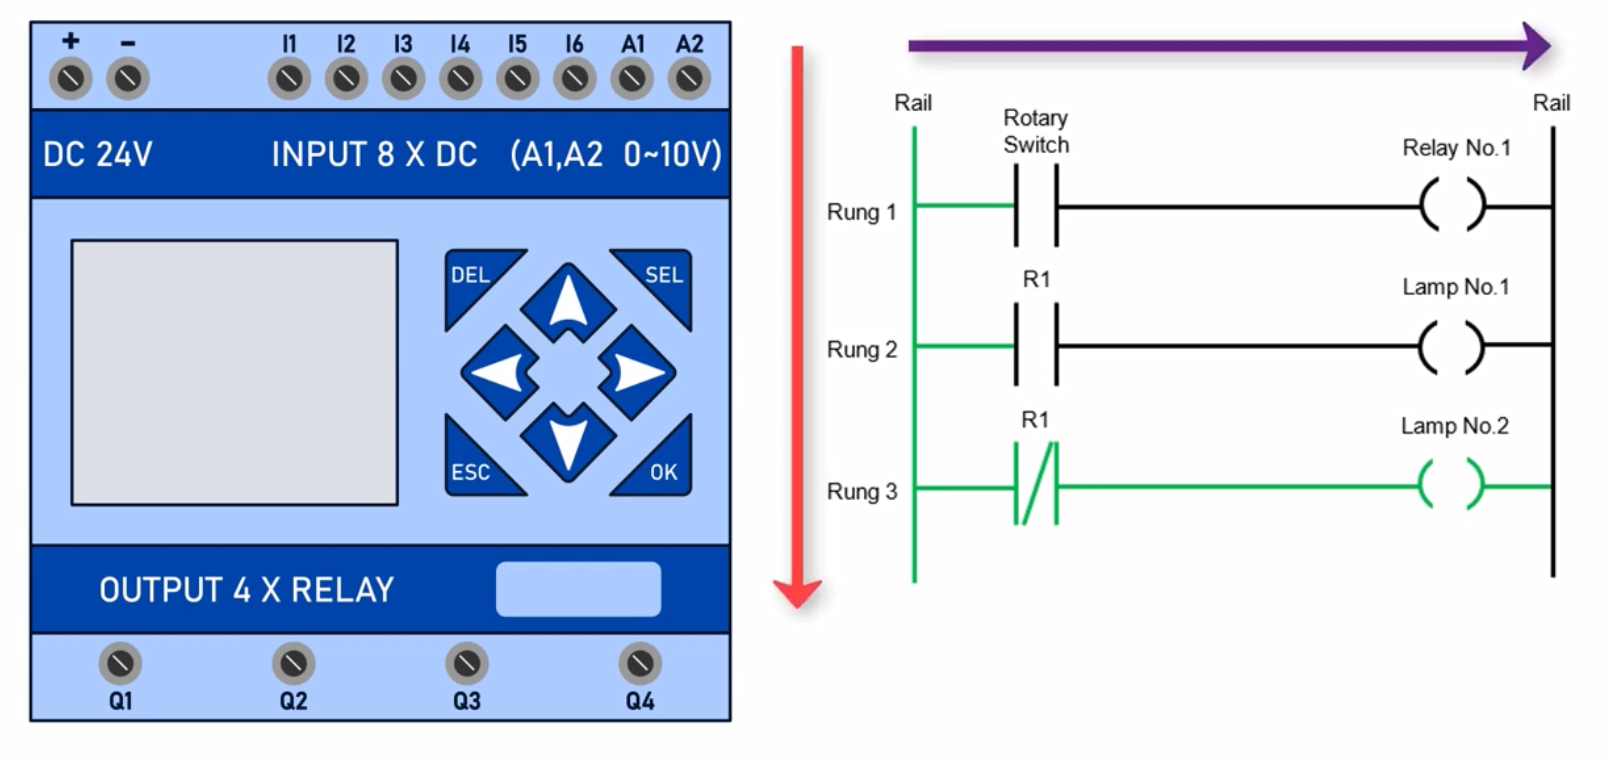 + -
I1 I2 I3 I4 I5 I6 A1 A2
DC 24V INPUT 8 X DC (A1,A2 0~10V)
DEL SEL
ESC OK
OUTPUT 4 X RELAY
Q1 Q2 Q3 Q4
Rail Rail
Rotary
Switch
Relay No.1
Rung 1
R1
Lamp No.1
Rung 2
R1
Lamp No.2
Rung 3